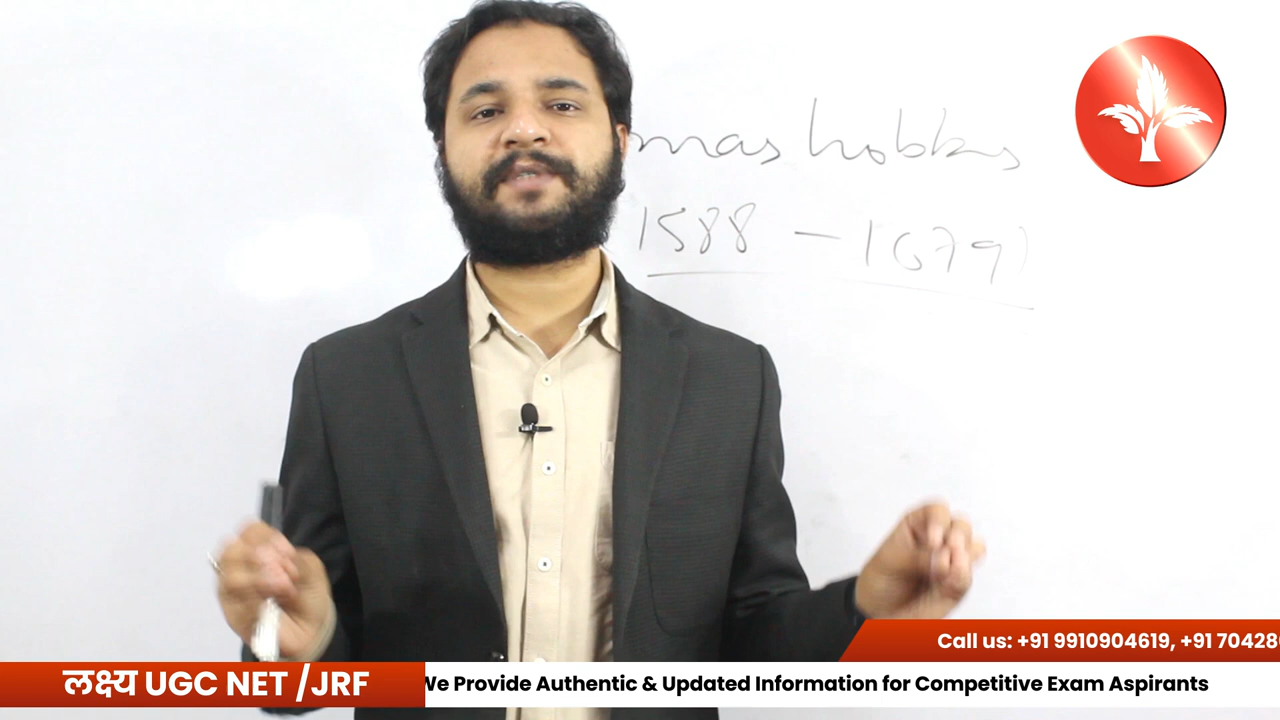 mas hobbes
1588 - 1679)
Call us: +91 9910904619, +91 70428
लक्ष्य UGC NET /JRF
We Provide Authentic & Updated Information for Competitive Exam Aspirants